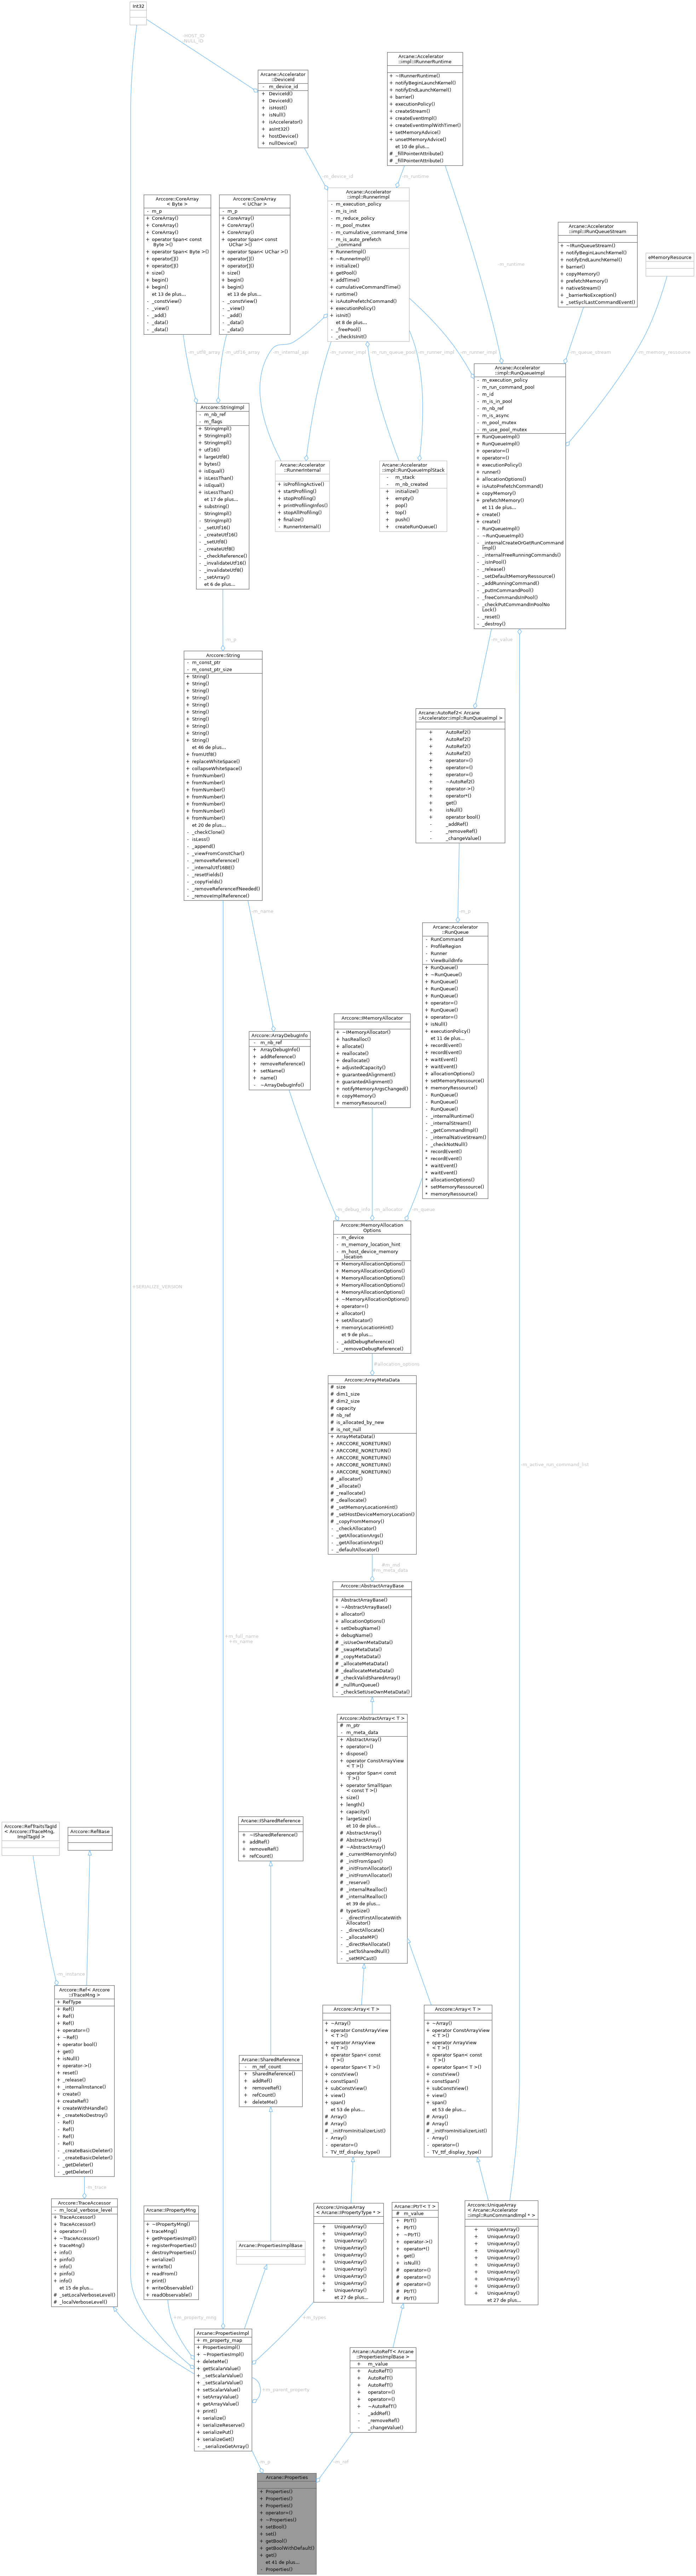 Int32
+HOST_ID
NULL_ID
Arcane::Accelerator
::DeviceId
- m_device_id
+ DeviceId()
+ DeviceId()
+ isHost()
+ isNull()
+ isAccelerator()
+ asInt32()
+ hostDevice()
+ nullDevice()
Arcane::Accelerator
::impl::IRunnerRuntime
+ ~IRunnerRuntime()
+ notifyBeginLaunchKernel()
+ notifyEndLaunchKernel()
+ barrier()
+ executionPolicy()
+ createStream()
+ createEventImpl()
+ createEventImplWithTimer()
+ setMemoryAdvice()
+ unsetMemoryAdvice()
et 10 de plus...
# _fillPointerAttribute()
# _fillPointerAttribute()
-m_device_id
-m_runtime
-m_runtime
Arccore::CoreArray
< Byte >
- m_p
+ CoreArray()
+ CoreArray()
+ CoreArray()
+ operator Span< const
Byte >()
+ operator Span< Byte >()
+ operator[]()
+ operator[]()
+ size()
+ begin()
+ begin()
et 13 de plus...
- _constView()
- _view()
- _add()
- _data()
- _data()
Arccore::CoreArray
< UChar >
- m_p
+ CoreArray()
+ CoreArray()
+ CoreArray()
+ operator Span< const
UChar >()
+ operator Span< UChar >()
+ operator[]()
+ operator[]()
+ size()
+ begin()
+ begin()
et 13 de plus...
- _constView()
- _view()
- _add()
- _data()
- _data()
Arcane::Accelerator
::impl::RunnerImpl
- m_execution_policy
- m_is_init
- m_reduce_policy
- m_pool_mutex
- m_cumulative_command_time
- m_is_auto_prefetch
_command
+ RunnerImpl()
+ ~RunnerImpl()
+ initialize()
+ getPool()
+ addTime()
+ cumulativeCommandTime()
+ runtime()
+ isAutoPrefetchCommand()
+ executionPolicy()
+ isInit()
et 8 de plus...
- _freePool()
- _checkIsInit()
Arcane::Accelerator
::impl::IRunQueueStream
+ ~IRunQueueStream()
+ notifyBeginLaunchKernel()
+ notifyEndLaunchKernel()
+ barrier()
+ copyMemory()
+ prefetchMemory()
+ nativeStream()
+ _barrierNoException()
+ _setSyclLastCommandEvent()
eMemoryResource
-m_utf8_array
-m_utf16_array
-m_internal_api
-m_runner_impl
-m_run_queue_pool
-m_runner_impl
-m_runner_impl
-m_queue_stream
-m_memory_ressource
Arccore::StringImpl
- m_nb_ref
- m_flags
+ StringImpl()
+ StringImpl()
+ StringImpl()
+ utf16()
+ largeUtf8()
+ bytes()
+ isEqual()
+ isLessThan()
+ isEqual()
+ isLessThan()
et 17 de plus...
+ substring()
- StringImpl()
- StringImpl()
- _setUtf16()
- _createUtf16()
- _setUtf8()
- _createUtf8()
- _checkReference()
- _invalidateUtf16()
- _invalidateUtf8()
- _setArray()
et 6 de plus...
Arcane::Accelerator
::RunnerInternal
+ isProfilingActive()
+ startProfiling()
+ stopProfiling()
+ printProfilingInfos()
+ stopAllProfiling()
+ finalize()
- RunnerInternal()
Arcane::Accelerator
::impl::RunQueueImplStack
- m_stack
- m_nb_created
+ initialize()
+ empty()
+ pop()
+ top()
+ push()
+ createRunQueue()
Arcane::Accelerator
::impl::RunQueueImpl
- m_execution_policy
- m_run_command_pool
- m_id
- m_is_in_pool
- m_nb_ref
- m_is_async
- m_pool_mutex
- m_use_pool_mutex
+ RunQueueImpl()
+ RunQueueImpl()
+ operator=()
+ operator=()
+ executionPolicy()
+ runner()
+ allocationOptions()
+ isAutoPrefetchCommand()
+ copyMemory()
+ prefetchMemory()
et 11 de plus...
+ create()
+ create()
- RunQueueImpl()
- ~RunQueueImpl()
- _internalCreateOrGetRunCommand
Impl()
- _internalFreeRunningCommands()
- _isInPool()
- _release()
- _setDefaultMemoryRessource()
- _addRunningCommand()
- _putInCommandPool()
- _freeCommandsInPool()
- _checkPutCommandInPoolNo
Lock()
- _reset()
- _destroy()
-m_p
-m_value
Arccore::String
- m_const_ptr
- m_const_ptr_size
+ String()
+ String()
+ String()
+ String()
+ String()
+ String()
+ String()
+ String()
+ String()
+ String()
et 46 de plus...
+ fromUtf8()
+ replaceWhiteSpace()
+ collapseWhiteSpace()
+ fromNumber()
+ fromNumber()
+ fromNumber()
+ fromNumber()
+ fromNumber()
+ fromNumber()
+ fromNumber()
et 20 de plus...
- _checkClone()
- isLess()
- _append()
- _viewFromConstChar()
- _removeReference()
- _internalUtf16BE()
- _resetFields()
- _copyFields()
- _removeReferenceIfNeeded()
- _removeImplReference()
Arcane::AutoRef2< Arcane
::Accelerator::impl::RunQueueImpl >
+ AutoRef2()
+ AutoRef2()
+ AutoRef2()
+ AutoRef2()
+ operator=()
+ operator=()
+ operator=()
+ ~AutoRef2()
+ operator->()
+ operator*()
+ get()
+ isNull()
+ operator bool()
- _addRef()
- _removeRef()
- _changeValue()
-m_name
-m_p
Arcane::Accelerator
::RunQueue
- RunCommand
- ProfileRegion
- Runner
- ViewBuildInfo
+ RunQueue()
+ ~RunQueue()
+ RunQueue()
+ RunQueue()
+ RunQueue()
+ operator=()
+ RunQueue()
+ operator=()
+ isNull()
+ executionPolicy()
et 11 de plus...
+ recordEvent()
+ recordEvent()
+ waitEvent()
+ waitEvent()
+ allocationOptions()
+ setMemoryRessource()
+ memoryRessource()
- RunQueue()
- RunQueue()
- RunQueue()
- _internalRuntime()
- _internalStream()
- _getCommandImpl()
- _internalNativeStream()
- _checkNotNull()
* recordEvent()
* recordEvent()
* waitEvent()
* waitEvent()
* allocationOptions()
* setMemoryRessource()
* memoryRessource()
Arccore::ArrayDebugInfo
- m_nb_ref
+ ArrayDebugInfo()
+ addReference()
+ removeReference()
+ setName()
+ name()
- ~ArrayDebugInfo()
Arccore::IMemoryAllocator
+ ~IMemoryAllocator()
+ hasRealloc()
+ allocate()
+ reallocate()
+ deallocate()
+ adjustedCapacity()
+ guaranteedAlignment()
+ guarantedAlignment()
+ notifyMemoryArgsChanged()
+ copyMemory()
+ memoryResource()
-m_debug_info
-m_allocator
-m_queue
Arccore::MemoryAllocation
Options
- m_device
- m_memory_location_hint
- m_host_device_memory
_location
+ MemoryAllocationOptions()
+ MemoryAllocationOptions()
+ MemoryAllocationOptions()
+ MemoryAllocationOptions()
+ MemoryAllocationOptions()
+ ~MemoryAllocationOptions()
+ operator=()
+ allocator()
+ setAllocator()
+ memoryLocationHint()
et 9 de plus...
- _addDebugReference()
- _removeDebugReference()
+SERIALIZE_VERSION
#allocation_options
Arccore::ArrayMetaData
# size
# dim1_size
# dim2_size
# capacity
# nb_ref
# is_allocated_by_new
# is_not_null
+ ArrayMetaData()
+ ARCCORE_NORETURN()
+ ARCCORE_NORETURN()
+ ARCCORE_NORETURN()
+ ARCCORE_NORETURN()
+ ARCCORE_NORETURN()
# _allocator()
# _allocate()
# _reallocate()
# _deallocate()
# _setMemoryLocationHint()
# _setHostDeviceMemoryLocation()
# _copyFromMemory()
- _checkAllocator()
- _getAllocationArgs()
- _getAllocationArgs()
- _defaultAllocator()
-m_active_run_command_list
#m_md
#m_meta_data
Arccore::AbstractArrayBase
+ AbstractArrayBase()
+ ~AbstractArrayBase()
+ allocator()
+ allocationOptions()
+ setDebugName()
+ debugName()
# _isUseOwnMetaData()
# _swapMetaData()
# _copyMetaData()
# _allocateMetaData()
# _deallocateMetaData()
# _checkValidSharedArray()
# _nullRunQueue()
- _checkSetUseOwnMetaData()
+m_full_name
+m_name
Arccore::AbstractArray< T >
# m_ptr
- m_meta_data
+ AbstractArray()
+ operator=()
+ dispose()
+ operator ConstArrayView
< T >()
+ operator Span< const
T >()
+ operator SmallSpan
< const T >()
+ size()
+ length()
+ capacity()
+ largeSize()
et 10 de plus...
# AbstractArray()
# AbstractArray()
# ~AbstractArray()
# _currentMemoryInfo()
# _initFromSpan()
# _initFromAllocator()
# _initFromAllocator()
# _reserve()
# _internalRealloc()
# _internalRealloc()
et 39 de plus...
# typeSize()
- _directFirstAllocateWith
Allocator()
- _directAllocate()
- _allocateMP()
- _directReAllocate()
- _setToSharedNull()
- _setMPCast()
Arccore::RefTraitsTagId
< Arccore::ITraceMng,
ImplTagId >
Arccore::RefBase
Arccore::ISharedReference
+ ~ISharedReference()
+ addRef()
+ removeRef()
+ refCount()
-m_instance
Arccore::Ref< Arccore
::ITraceMng >
+ RefType
+ Ref()
+ Ref()
+ Ref()
+ operator=()
+ ~Ref()
+ operator bool()
+ get()
+ isNull()
+ operator->()
+ reset()
+ _release()
+ _internalInstance()
+ create()
+ createRef()
+ createWithHandle()
+ _createNoDestroy()
- Ref()
- Ref()
- Ref()
- Ref()
- _createBasicDeleter()
- _createBasicDeleter()
- _getDeleter()
- _getDeleter()
Arccore::SharedReference
- m_ref_count
+ SharedReference()
+ addRef()
+ removeRef()
+ refCount()
+ deleteMe()
Arccore::Array< T >
+ ~Array()
+ operator ConstArrayView
< T >()
+ operator ArrayView
< T >()
+ operator Span< const
T >()
+ operator Span< T >()
+ constView()
+ constSpan()
+ subConstView()
+ view()
+ span()
et 53 de plus...
# Array()
# Array()
# _initFromInitializerList()
- Array()
- operator=()
- TV_ttf_display_type()
Arccore::Array< T >
+ ~Array()
+ operator ConstArrayView
< T >()
+ operator ArrayView
< T >()
+ operator Span< const
T >()
+ operator Span< T >()
+ constView()
+ constSpan()
+ subConstView()
+ view()
+ span()
et 53 de plus...
# Array()
# Array()
# _initFromInitializerList()
- Array()
- operator=()
- TV_ttf_display_type()
-m_trace
Arccore::TraceAccessor
- m_local_verbose_level
+ TraceAccessor()
+ TraceAccessor()
+ operator=()
+ ~TraceAccessor()
+ traceMng()
+ info()
+ pinfo()
+ info()
+ pinfo()
+ info()
et 15 de plus...
# _setLocalVerboseLevel()
# _localVerboseLevel()
Arcane::IPropertyMng
+ ~IPropertyMng()
+ traceMng()
+ getPropertiesImpl()
+ registerProperties()
+ destroyProperties()
+ serialize()
+ writeTo()
+ readFrom()
+ print()
+ writeObservable()
+ readObservable()
Arcane::PropertiesImplBase
Arccore::UniqueArray
< Arcane::IPropertyType * >
+ UniqueArray()
+ UniqueArray()
+ UniqueArray()
+ UniqueArray()
+ UniqueArray()
+ UniqueArray()
+ UniqueArray()
+ UniqueArray()
+ UniqueArray()
+ UniqueArray()
et 27 de plus...
Arcane::PtrT< T >
# m_value
+ PtrT()
+ PtrT()
+ ~PtrT()
+ operator->()
+ operator*()
+ get()
+ isNull()
# operator=()
# operator=()
# operator=()
# PtrT()
# PtrT()
Arccore::UniqueArray
< Arcane::Accelerator
::impl::RunCommandImpl * >
+ UniqueArray()
+ UniqueArray()
+ UniqueArray()
+ UniqueArray()
+ UniqueArray()
+ UniqueArray()
+ UniqueArray()
+ UniqueArray()
+ UniqueArray()
+ UniqueArray()
et 27 de plus...
+m_property_mng
+m_types
Arcane::PropertiesImpl
+ m_property_map
+ PropertiesImpl()
+ ~PropertiesImpl()
+ deleteMe()
+ getScalarValue()
+ _setScalarValue()
+ _setScalarValue()
+ setScalarValue()
+ setArrayValue()
+ getArrayValue()
+ print()
+ serialize()
+ serializeReserve()
+ serializePut()
+ serializeGet()
- _serializeGetArray()
+m_parent_property
Arcane::AutoRefT< Arcane
::PropertiesImplBase >
+ m_value
+ AutoRefT()
+ AutoRefT()
+ AutoRefT()
+ operator=()
+ operator=()
+ ~AutoRefT()
- _addRef()
- _removeRef()
- _changeValue()
-m_p
-m_ref
Arcane::Properties
+ Properties()
+ Properties()
+ Properties()
+ operator=()
+ ~Properties()
+ setBool()
+ set()
+ getBool()
+ getBoolWithDefault()
+ get()
et 41 de plus...
- Properties()